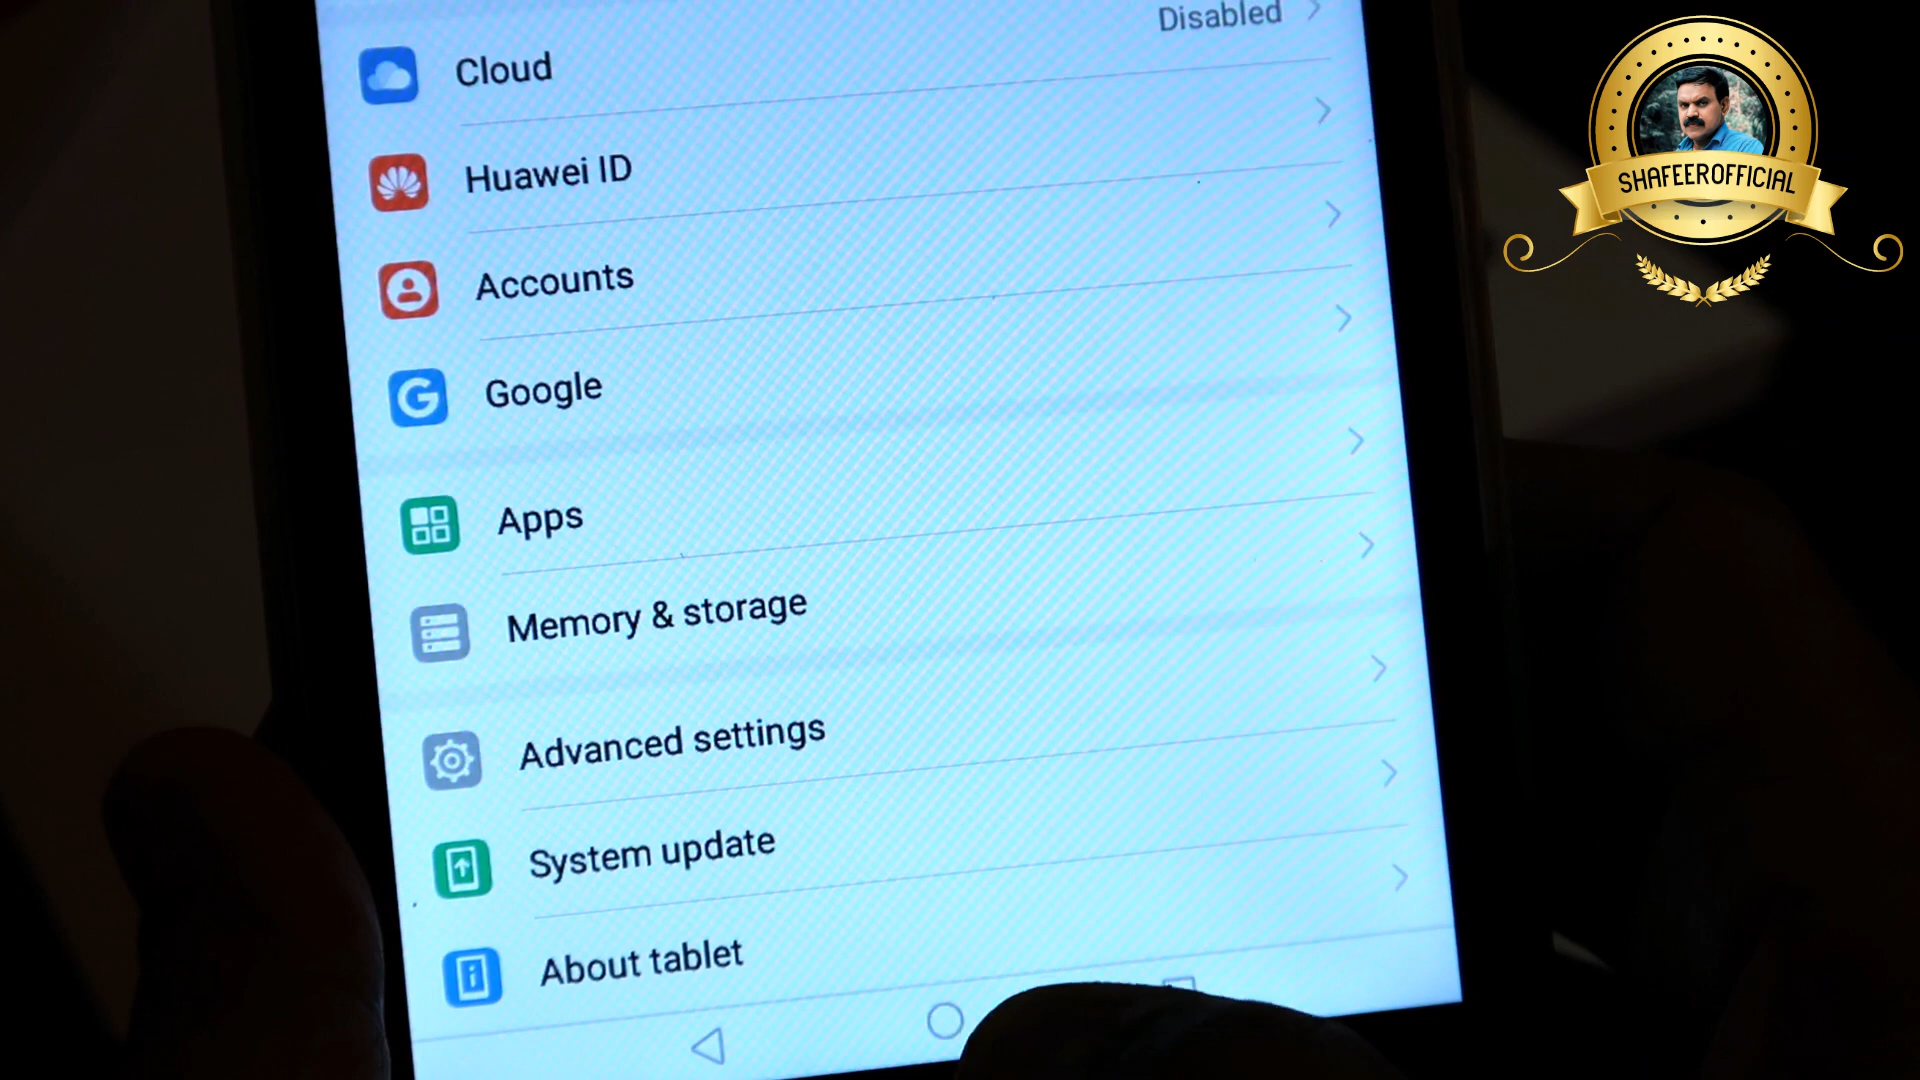 Disabled
Cloud
Huawei ID
Accounts
Google
Apps
Memory & storage
Advanced settings
System update
About tablet
SHAFEEROFFICIAL